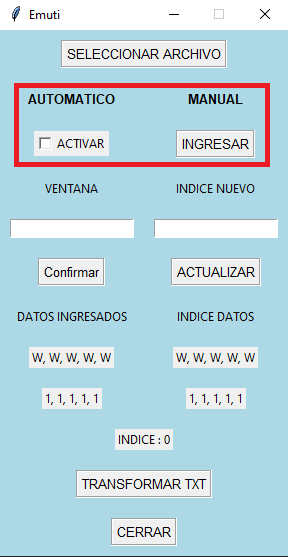 Emuti
SELECCIONAR ARCHIVO
AUTOMATICO MANUAL
ACTIVAR INGRESAR
VENTANA INDICE NUEVO
Confirmar ACTUALIZAR
DATOS INGRESADOS INDICE DATOS
W, W, W, W, W W, W, W, W, W
1, 1, 1, 1, 1 1, 1, 1, 1, 1
INDICE : 0
TRANSFORMAR TXT
CERRAR